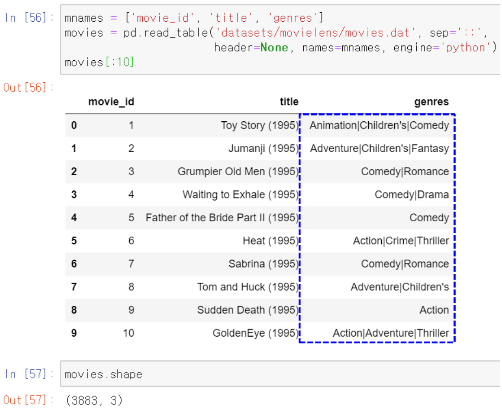 In [56]: mnames = ['movie_id', 'title', 'genres']
movies = pd.read_table('datasets/movielens/movies.dat', sep='::',
header=None, names=mnames, engine='python')
movies[:10]
Out[56]:
movie_id title genres
0 1 Toy Story (1995) Animation|Children's|Comedy
1 2 Jumanji (1995) Adventure|Children's|Fantasy
2 3 Grumpier Old Men (1995) Comedy|Romance
3 4 Waiting to Exhale (1995) Comedy|Drama
4 5 Father of the Bride Part II (1995) Comedy
5 6 Heat (1995) Action|Crime|Thriller
6 7 Sabrina (1995) Comedy|Romance
7 8 Tom and Huck (1995) Adventure|Children's
8 9 Sudden Death (1995) Action
9 10 GoldenEye (1995) Action|Adventure|Thriller
In [57]: movies.shape
Out[57]: (3883, 3)